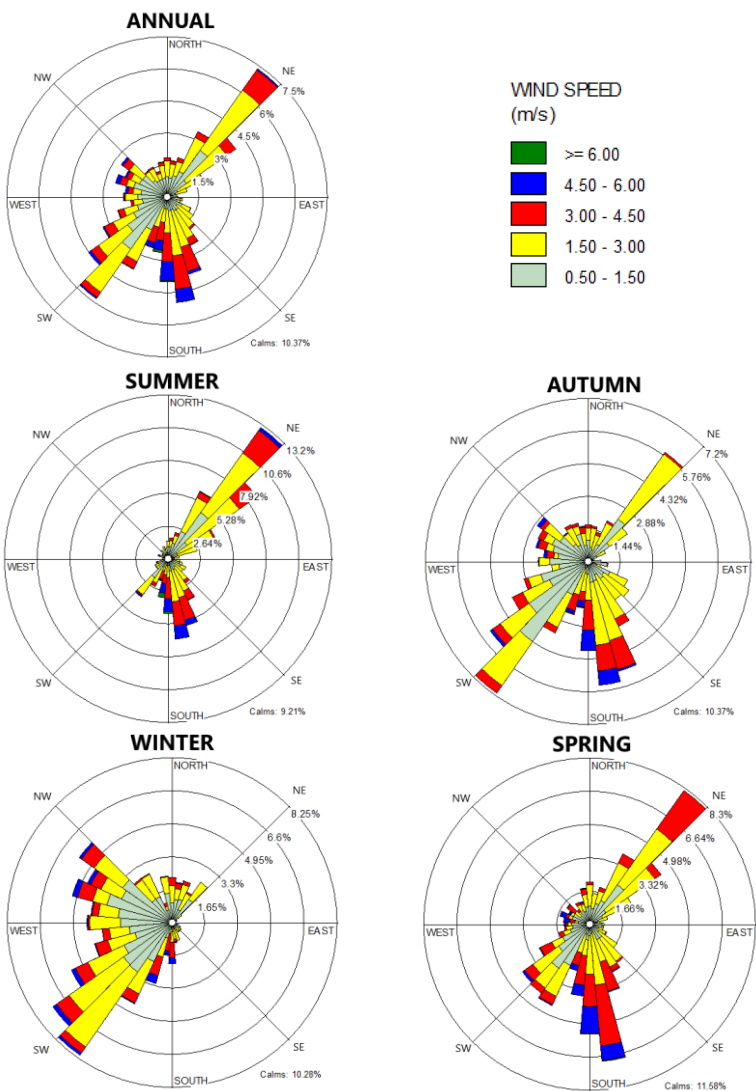 ANNUAL
NORTH
NW
NE
7.5%
6%
4.5%
3%
1.5%
WEST
EAST
SW
SE
SOUTH
Calms: 10.37%
WIND SPEED
(m/s)
>= 6.00
4.50 - 6.00
3.00 - 4.50
1.50 - 3.00
0.50 - 1.50
SUMMER
NORTH
NW
NE
13.2%
10.6%
7.92%
5.28%
2.64%
WEST
EAST
SW
SE
SOUTH
Calms: 9.21%
AUTUMN
NORTH
NW
NE
7.2%
5.76%
4.32%
2.88%
1.44%
WEST
EAST
SW
SE
SOUTH
Calms: 10.37%
WINTER
NORTH
NW
NE
8.25%
6.6%
4.95%
3.3%
1.65%
WEST
EAST
SW
SE
SOUTH
Calms: 10.28%
SPRING
NORTH
NW
NE
8.3%
6.64%
4.98%
3.32%
1.66%
WEST
EAST
SW
SE
SOUTH
Calms: 11.58%